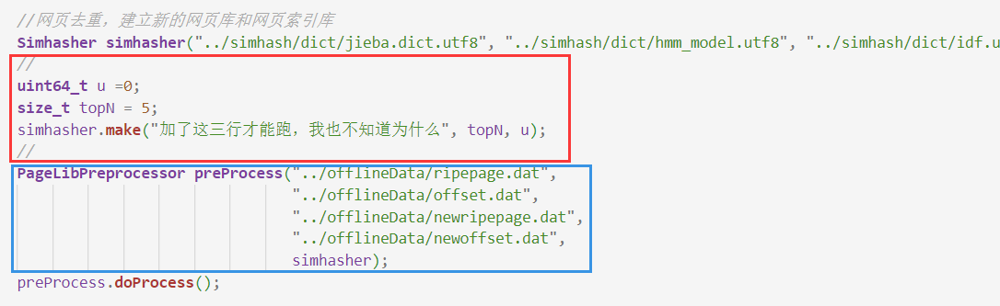 //网页去重，建立新的网页库和网页索引库
Simhasher simhasher("../simhash/dict/jieba.dict.utf8", "../simhash/dict/hmm_model.utf8", "../simhash/dict/idf.u
//
uint64_t u =0;
size_t topN = 5;
simhasher.make("加了这三行才能跑，我也不知道为什么", topN, u);
//
PageLibPreprocessor preProcess("../offlineData/ripepage.dat",
"../offlineData/offset.dat",
"../offlineData/newripepage.dat",
"../offlineData/newoffset.dat",
simhasher);
preProcess.doProcess();